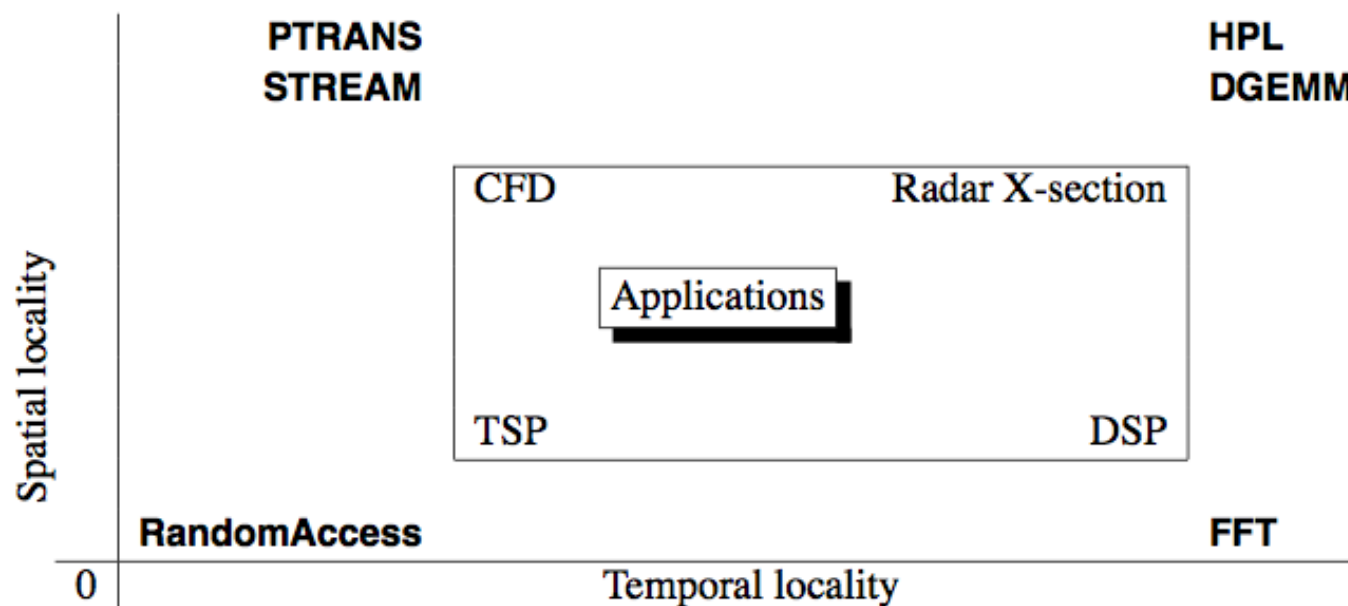 PTRANS
HPL
STREAM
DGEMM
CFD
Radar X-section
Applications
Spatial locality
TSP
DSP
RandomAccess
FFT
0
Temporal locality